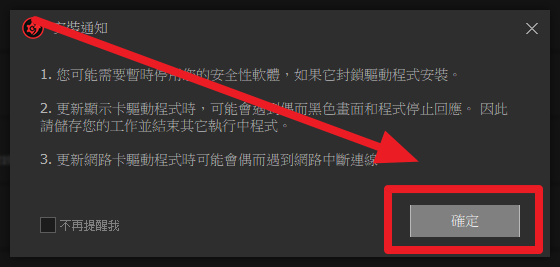 安裝通知
1. 您可能需要暫時停用您的安全性軟體，如果它封鎖驅動程式安裝。
2. 更新顯示卡驅動程式時，可能會遇到偶而黑色畫面和程式停止回應。 因此
請儲存您的工作並結束其它執行中程式。
3. 更新網路卡驅動程式時可能會偶而遇到網路中斷連線
不再提醒我
確定